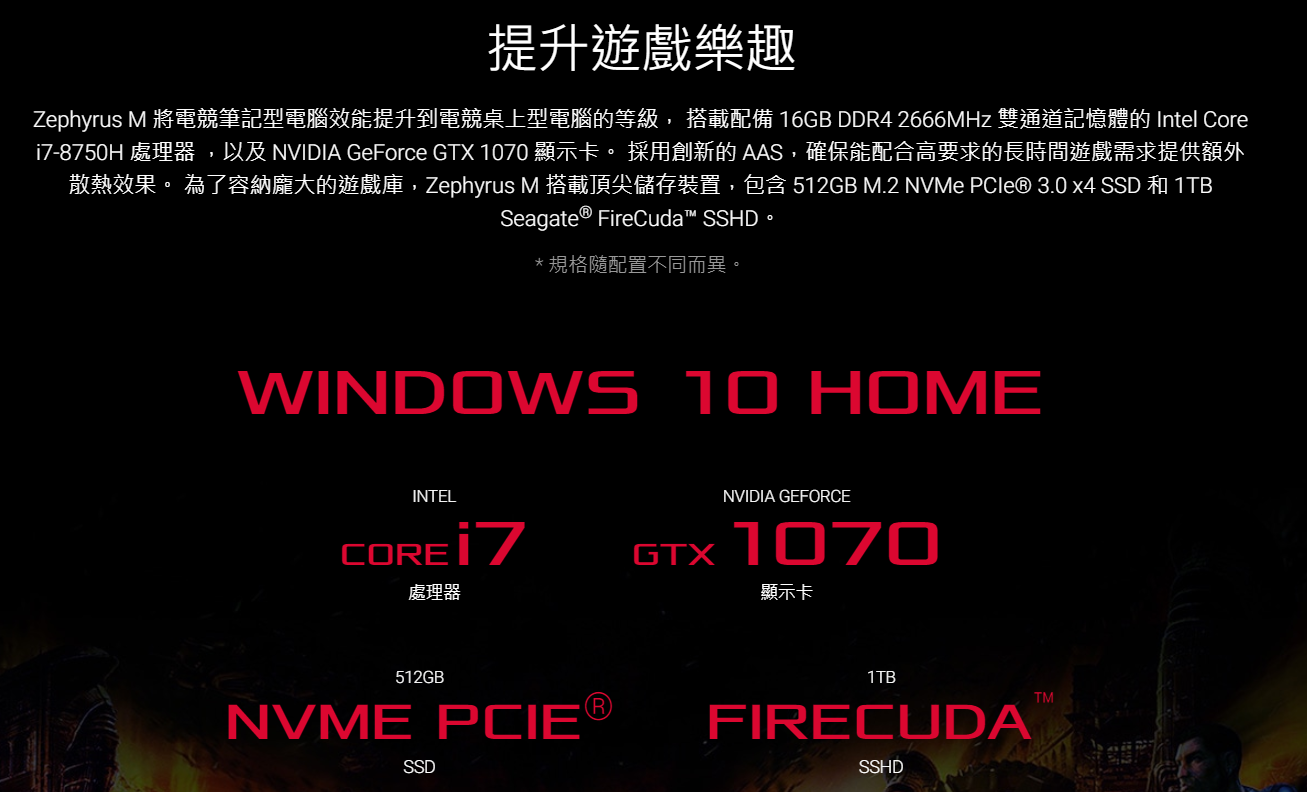 提升遊戲樂趣
Zephyrus M 將電競筆記型電腦效能提升到電競桌上型電腦的等級， 搭載配備 16GB DDR4 2666MHz 雙通道記憶體的 Intel Core
i7-8750H 處理器 ，以及 NVIDIA GeForce GTX 1070 顯示卡。 採用創新的 AAS，確保能配合高要求的長時間遊戲需求提供額外
散熱效果。 為了容納龐大的遊戲庫，Zephyrus M 搭載頂尖儲存裝置，包含 512GB M.2 NVMe PCIe® 3.0 x4 SSD 和 1TB
Seagate® FireCuda™ SSHD。
* 規格隨配置不同而異。
WINDOWS 10 HOME
INTEL
CORE i7
處理器
NVIDIA GEFORCE
GTX 1070
顯示卡
512GB
NVME PCIE®
SSD
1TB
FIRECUDA™
SSHD